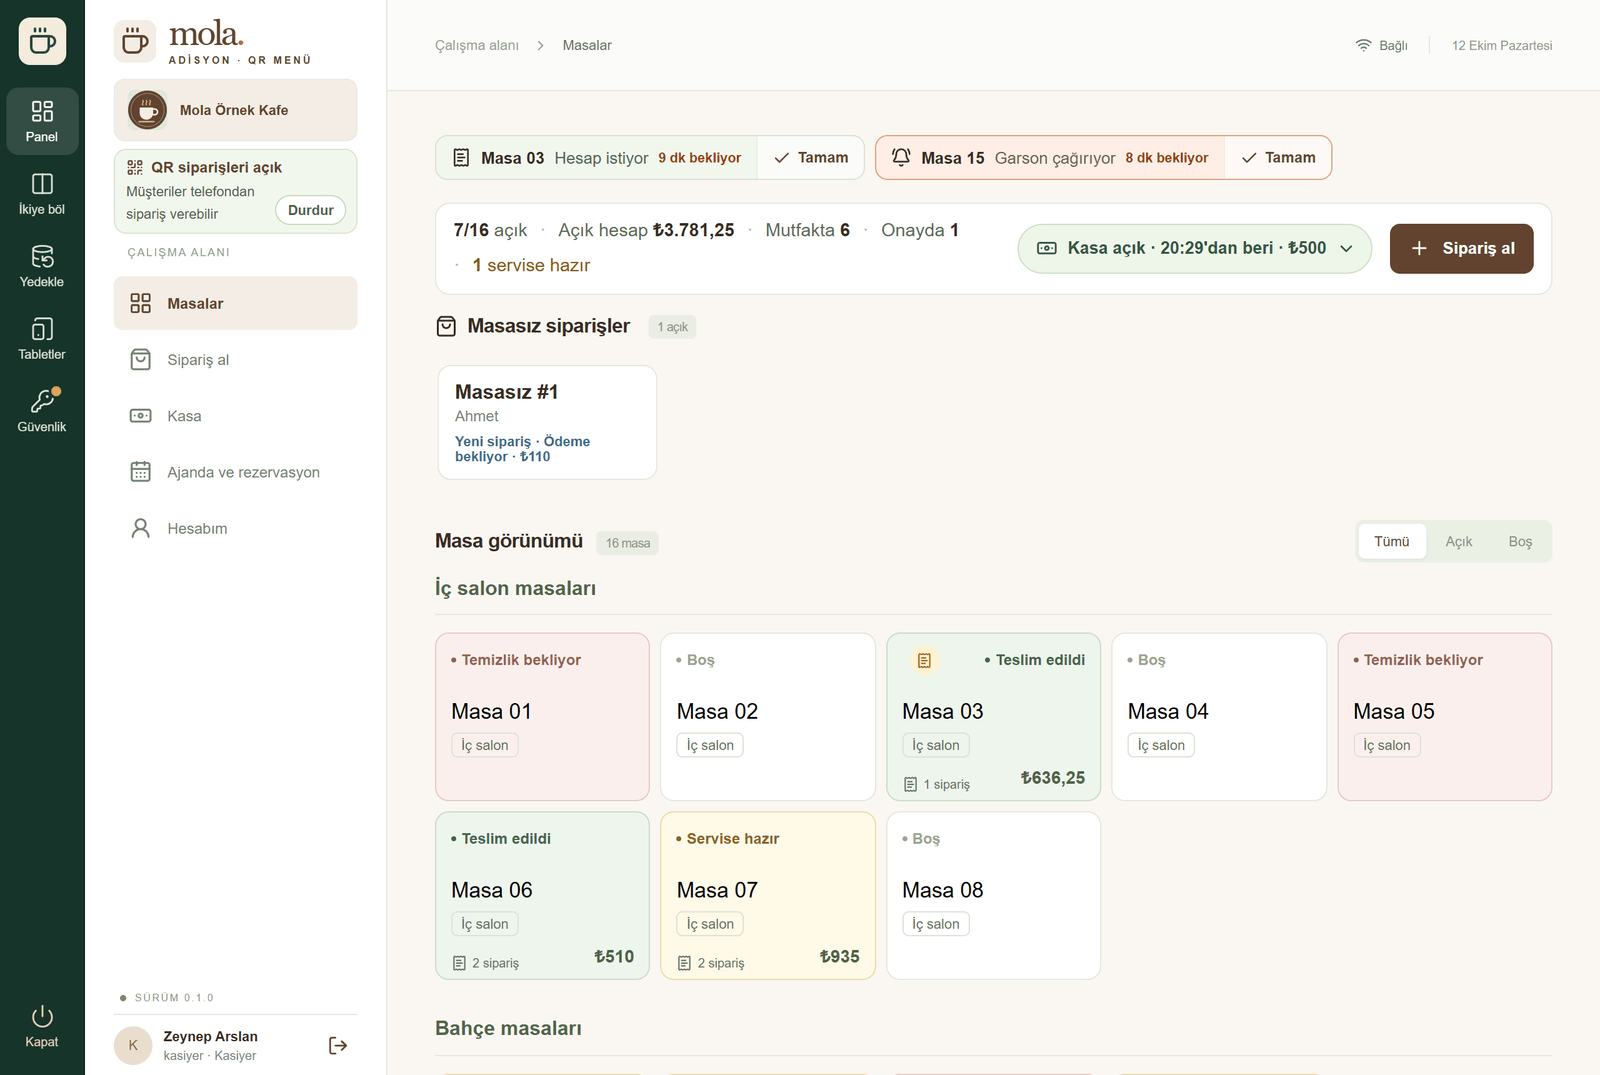 Panel
İkiye böl
Yedekle
Tabletler
Güvenlik
Kapat
mola.
ADİSYON · QR MENÜ
Mola Örnek Kafe
QR siparişleri açık
Müşteriler telefondan
sipariş verebilir
Durdur
ÇALIŞMA ALANI
Masalar
Sipariş al
Kasa
Ajanda ve rezervasyon
Hesabım
SÜRÜM 0.1.0
K
Zeynep Arslan
kasiyer · Kasiyer
Çalışma alanı > Masalar
Bağlı
12 Ekim Pazartesi
Masa 03 Hesap istiyor 9 dk bekliyor Tamam
Masa 15 Garson çağırıyor 8 dk bekliyor Tamam
7/16 açık · Açık hesap ₺3.781,25 · Mutfakta 6 · Onayda 1
· 1 servise hazır
Kasa açık · 20:29'dan beri · ₺500
Sipariş al
Masasız siparişler 1 açık
Masasız #1
Ahmet
Yeni sipariş · Ödeme
bekliyor · ₺110
Masa görünümü 16 masa
Tümü Açık Boş
İç salon masaları
• Temizlik bekliyor
Masa 01
İç salon
• Boş
Masa 02
İç salon
• Teslim edildi
Masa 03
İç salon
1 sipariş ₺636,25
• Boş
Masa 04
İç salon
• Temizlik bekliyor
Masa 05
İç salon
• Teslim edildi
Masa 06
İç salon
2 sipariş ₺510
• Servise hazır
Masa 07
İç salon
2 sipariş ₺935
• Boş
Masa 08
İç salon
Bahçe masaları